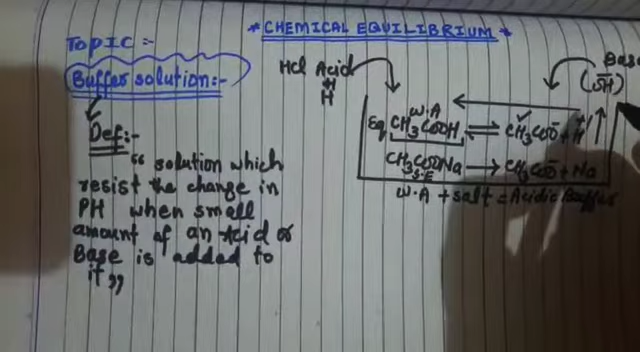 * CHEMICAL EQUILIBRIUM *
Topic :-
Buffer solution:-
Def:-
" solution which
resist the change in
PH when small
amount of an Acid or
Base is added to
it "
HCl Acid
H
H
Base
(OH)
W.A
Eq CH3COOH ⇌ CH3COO- + H+
CH3COONa → CH3COO- + Na
S.E
W.A + salt = Acidic Buffer